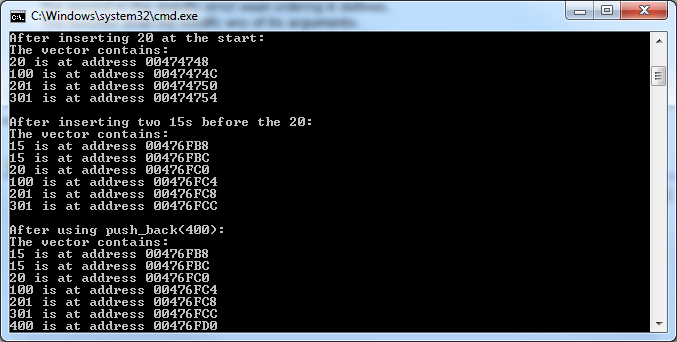 C:\Windows\system32\cmd.exe
After inserting 20 at the start:
The vector contains:
20 is at address 00474748
100 is at address 0047474C
201 is at address 00474750
301 is at address 00474754
After inserting two 15s before the 20:
The vector contains:
15 is at address 00476FB8
15 is at address 00476FBC
20 is at address 00476FC0
100 is at address 00476FC4
201 is at address 00476FC8
301 is at address 00476FCC
After using push_back(400):
The vector contains:
15 is at address 00476FB8
15 is at address 00476FBC
20 is at address 00476FC0
100 is at address 00476FC4
201 is at address 00476FC8
301 is at address 00476FCC
400 is at address 00476FD0